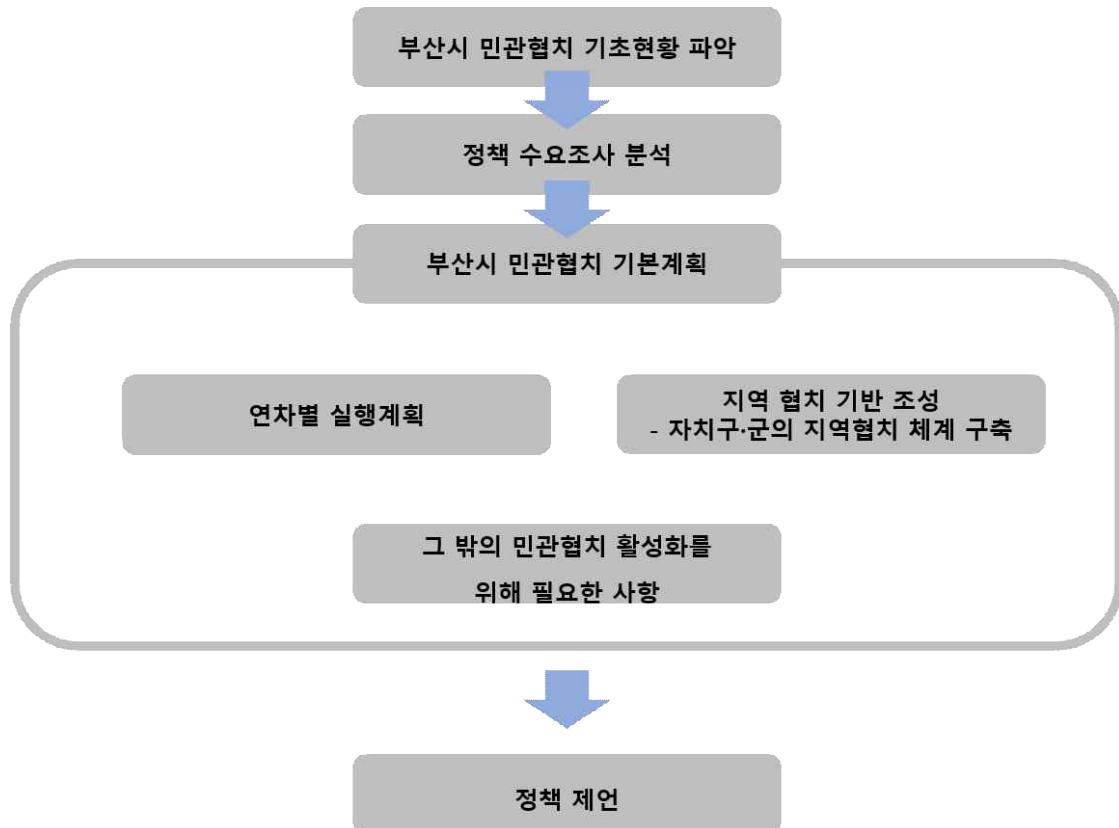 부산시 민관협치 기초현황 파악
정책 수요조사 분석
부산시 민관협치 기본계획
연차별 실행계획
지역 협치 기반 조성
- 자치구·군의 지역협치 체계 구축
그 밖의 민관협치 활성화를
위해 필요한 사항
정책 제언